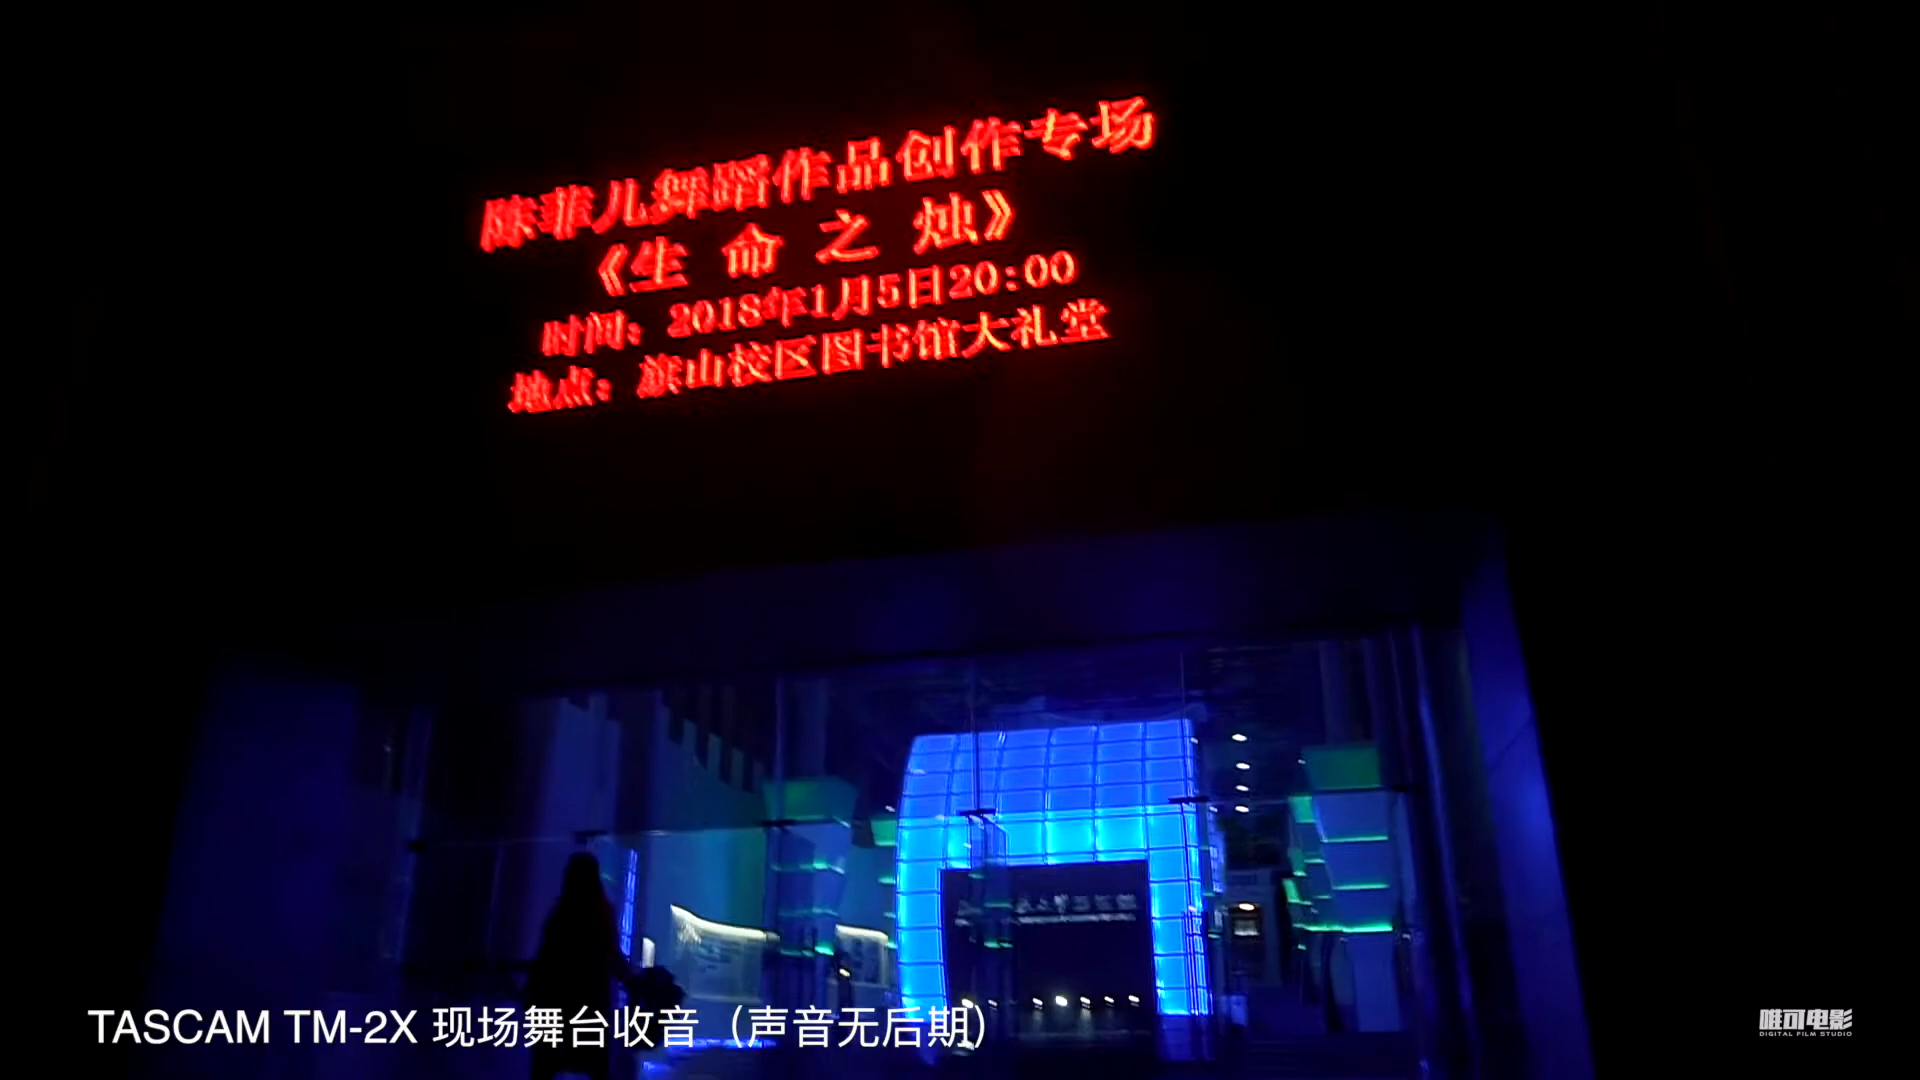 陈菲儿舞蹈作品创作专场
《生命之烛》
时间：2018年1月5日20:00
地点：旗山校区图书馆大礼堂
TASCAM TM-2X 现场舞台收音（声音无后期）
唯可电影
DIGITAL FILM STUDIO